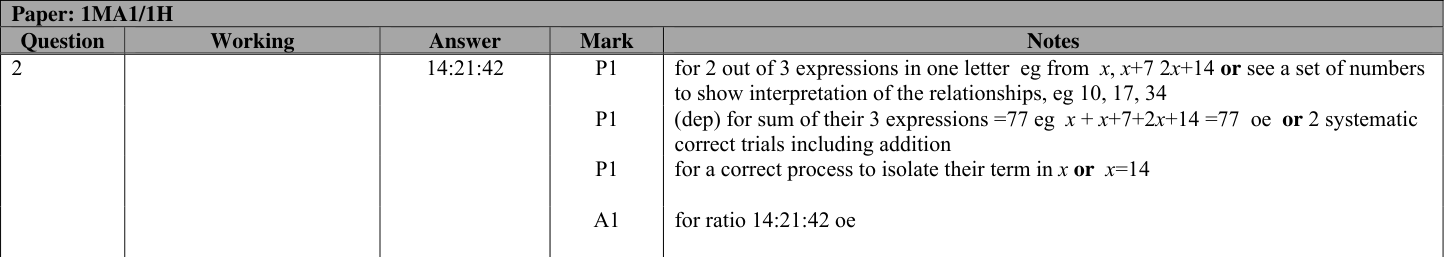 Paper: 1MA1/1H
Question Working Answer Mark Notes
2 14:21:42 P1 for 2 out of 3 expressions in one letter eg from x, x+7 2x+14 or see a set of numbers
to show interpretation of the relationships, eg 10, 17, 34
P1 (dep) for sum of their 3 expressions =77 eg x + x+7+2x+14 =77 oe or 2 systematic
correct trials including addition
P1 for a correct process to isolate their term in x or x=14
A1 for ratio 14:21:42 oe